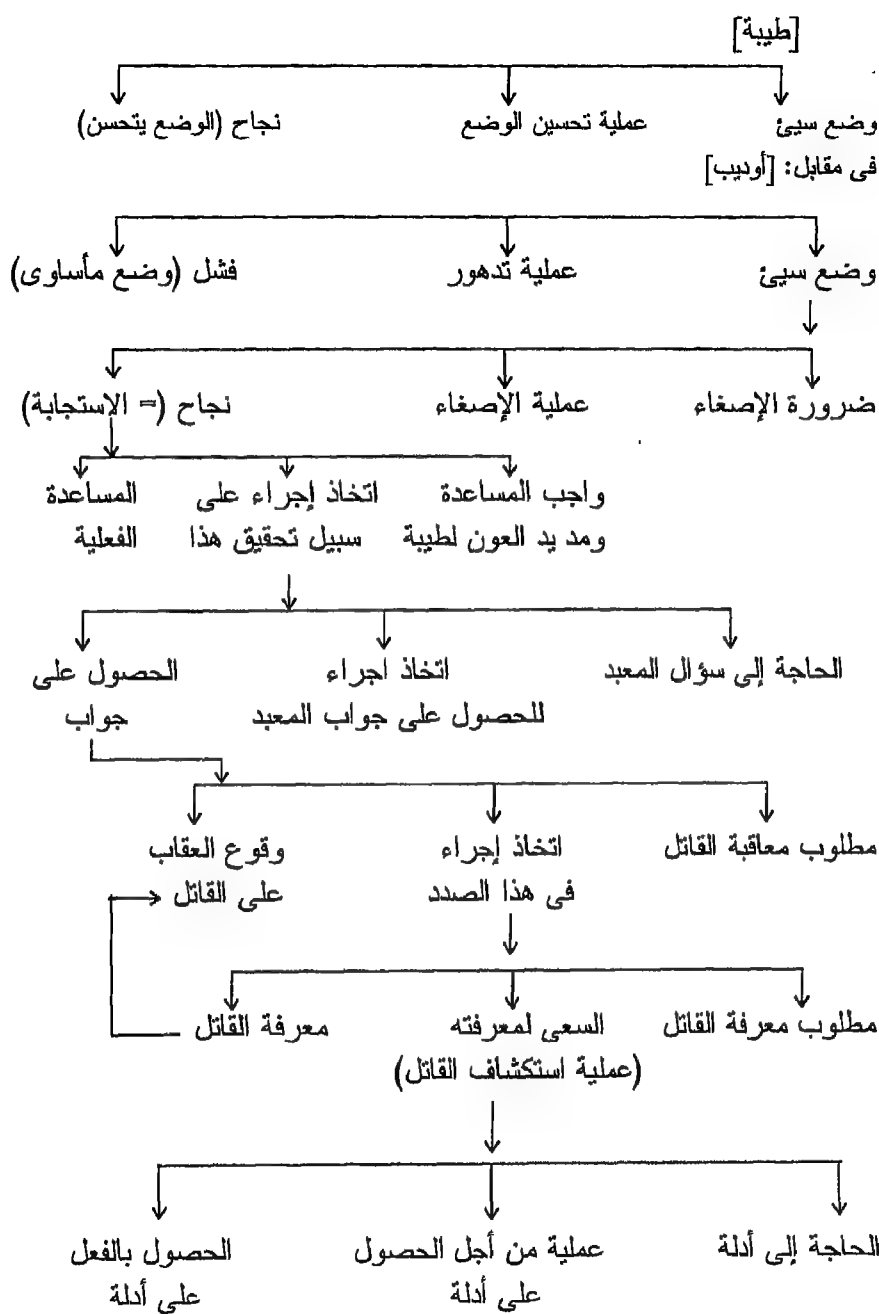 [طيبة]
وضع سيئ عملية تحسين الوضع نجاح (الوضع يتحسن)
فى مقابل: [أوديب]
وضع سيئ عملية تدهور فشل (وضع مأساوى)
ضرورة الإصغاء عملية الإصغاء نجاح (= الإستجابة)
واجب المساعدة اتخاذ إجراء على المساعدة
ومد يد العون لطيبة سبيل تحقيق هذا الفعلية
الحاجة إلى سؤال المعبد اتخاذ اجراء الحصول على
للحصول على جواب المعبد جواب
مطلوب معاقبة القاتل اتخاذ إجراء وقوع العقاب
فى هذا الصدد على القاتل
مطلوب معرفة القاتل السعى لمعرفته معرفة القاتل
(عملية استكشاف القاتل)
الحاجة إلى أدلة عملية من أجل الحصول الحصول بالفعل
على أدلة على أدلة